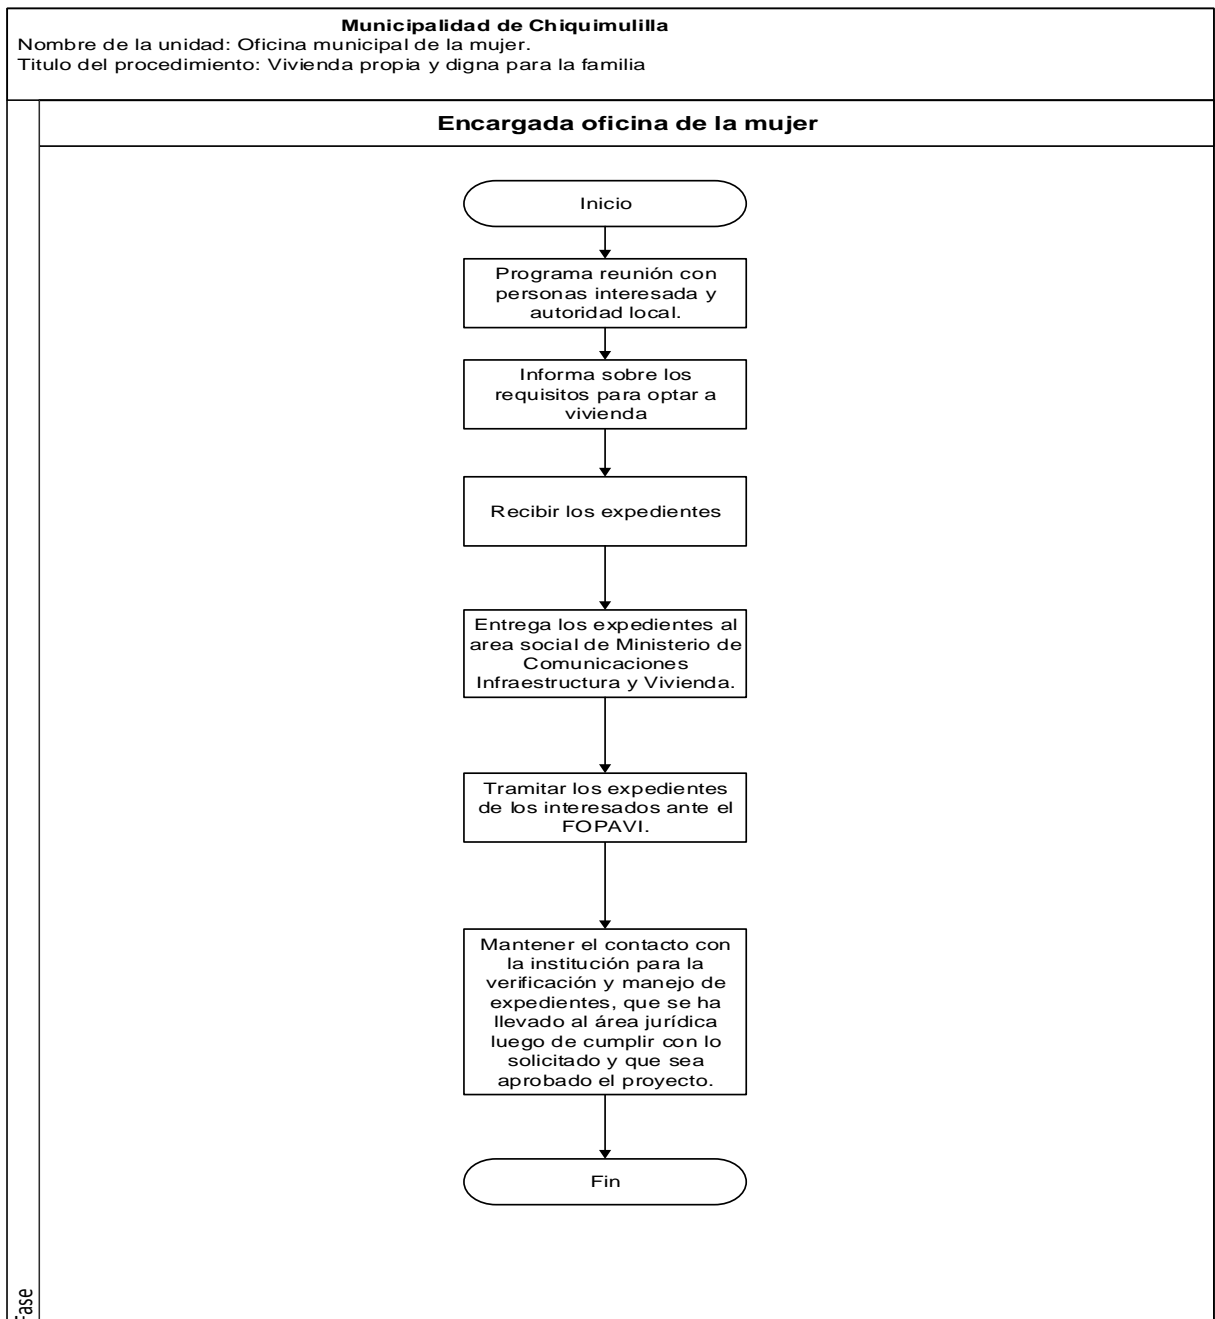 Municipalidad de Chiquimulilla
Nombre de la unidad: Oficina municipal de la mujer.
Titulo del procedimiento: Vivienda propia y digna para la familia
Encargada oficina de la mujer
Inicio
Programa reunión con
personas interesada y
autoridad local.
Informa sobre los
requisitos para optar a
vivienda
Recibir los expedientes
Entrega los expedientes al
area social de Ministerio de
Comunicaciones
Infraestructura y Vivienda.
Tramitar los expedientes
de los interesados ante el
FOPAVI.
Mantener el contacto con
la institución para la
verificación y manejo de
expedientes, que se ha
llevado al área jurídica
luego de cumplir con lo
solicitado y que sea
aprobado el proyecto.
Fin
Fase